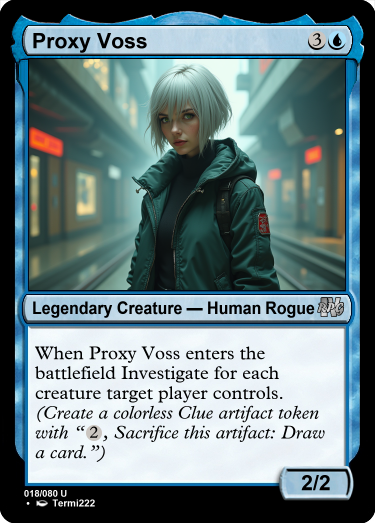 Proxy Voss 3
Legendary Creature — Human Rogue
When Proxy Voss enters the
battlefield Investigate for each
creature target player controls.
(Create a colorless Clue artifact token
with “2, Sacrifice this artifact: Draw
a card.”)
2/2
018/080 U
• Termi222